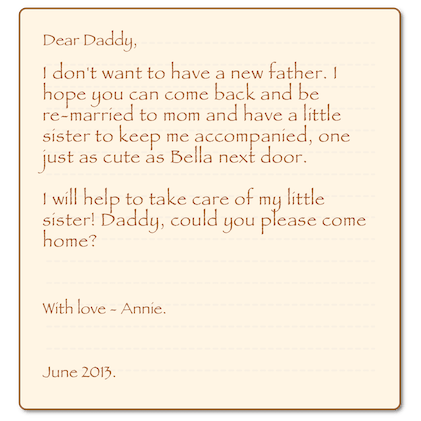 Dear Daddy,
I don't want to have a new father. I
hope you can come back and be
re-married to mom and have a little
sister to keep me accompanied, one
just as cute as Bella next door.
I will help to take care of my little
sister! Daddy, could you please come
home?
With love - Annie.
June 2013.